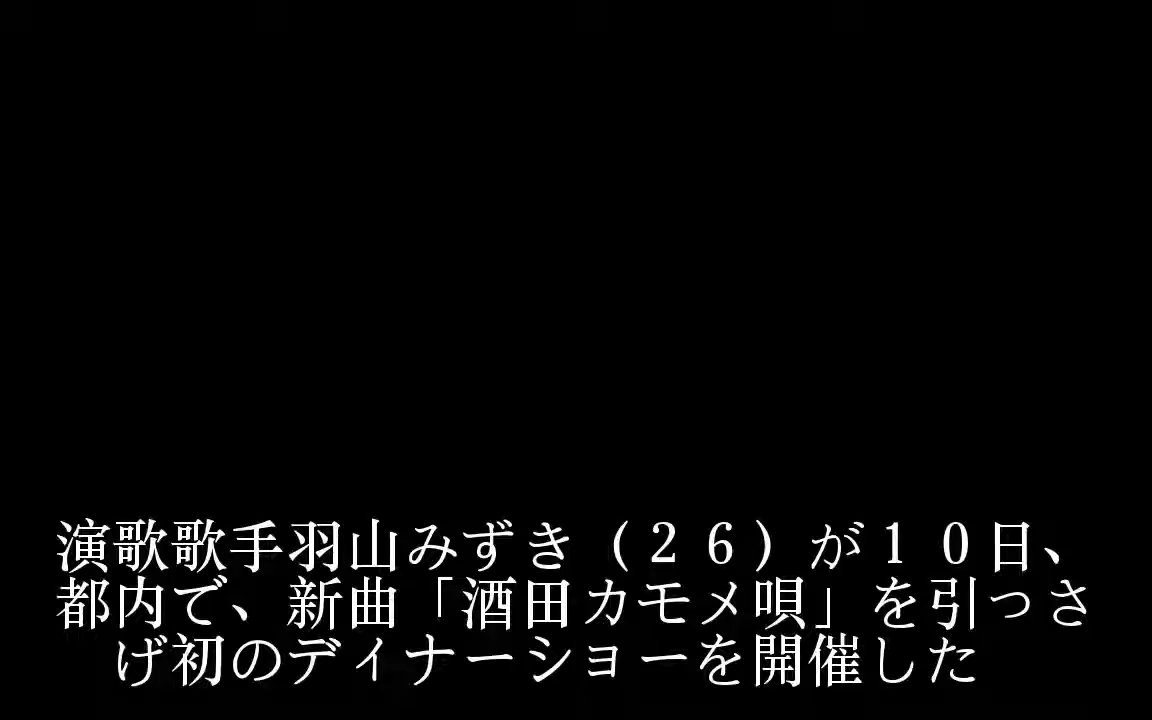 演歌歌手羽山みずき（２６）が１０日、
都内で、新曲「酒田カモメ唄」を引っさ
げ初のディナーショーを開催した